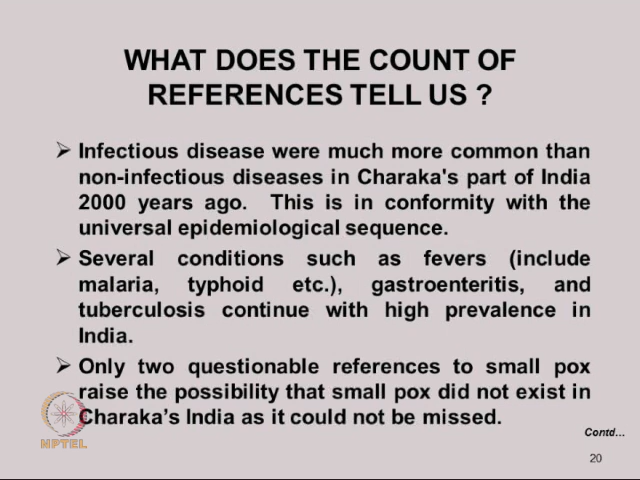 WHAT DOES THE COUNT OF
REFERENCES TELL US ?
➢ Infectious disease were much more common than
non-infectious diseases in Charaka's part of India
2000 years ago. This is in conformity with the
universal epidemiological sequence.
➢ Several conditions such as fevers (include
malaria, typhoid etc.), gastroenteritis, and
tuberculosis continue with high prevalence in
India.
➢ Only two questionable references to small pox
raise the possibility that small pox did not exist in
Charaka’s India as it could not be missed.
NPTEL
Contd…
20